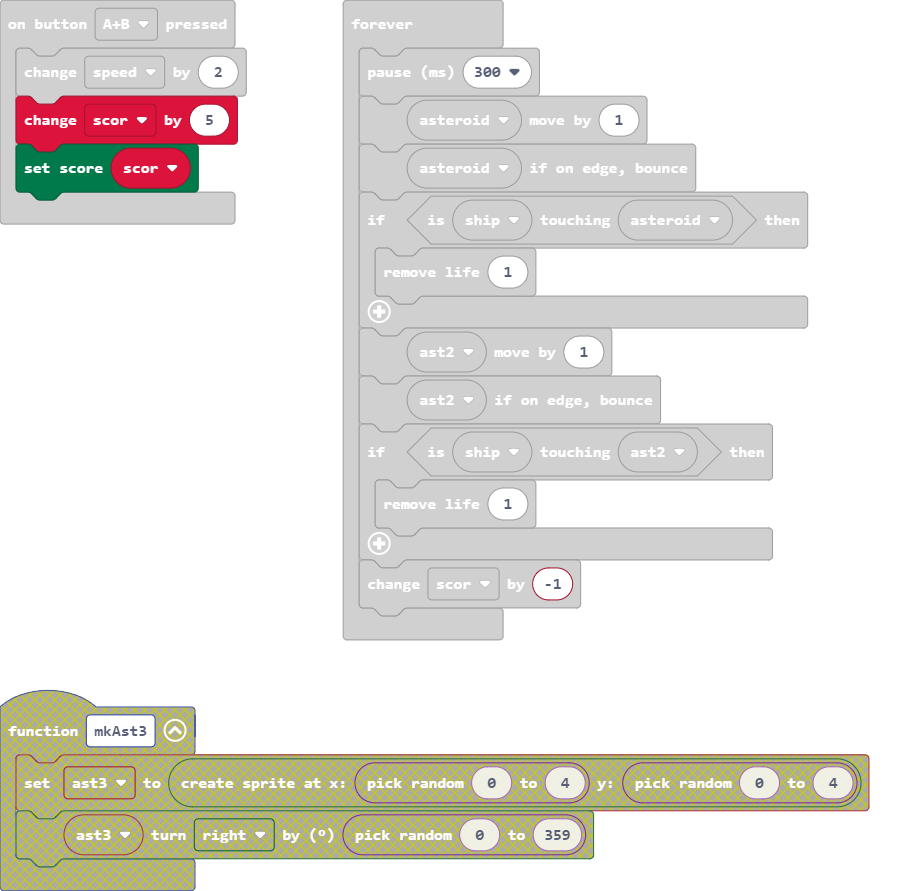 on button A+B pressed
change speed by 2
change scor by 5
set score scor
forever
pause (ms) 300
asteroid move by 1
asteroid if on edge, bounce
if is ship touching asteroid then
remove life 1
ast2 move by 1
ast2 if on edge, bounce
if is ship touching ast2 then
remove life 1
change scor by -1
function mkAst3
set ast3 to create sprite at x: pick random 0 to 4 y: pick random 0 to 4
ast3 turn right by (º) pick random 0 to 359